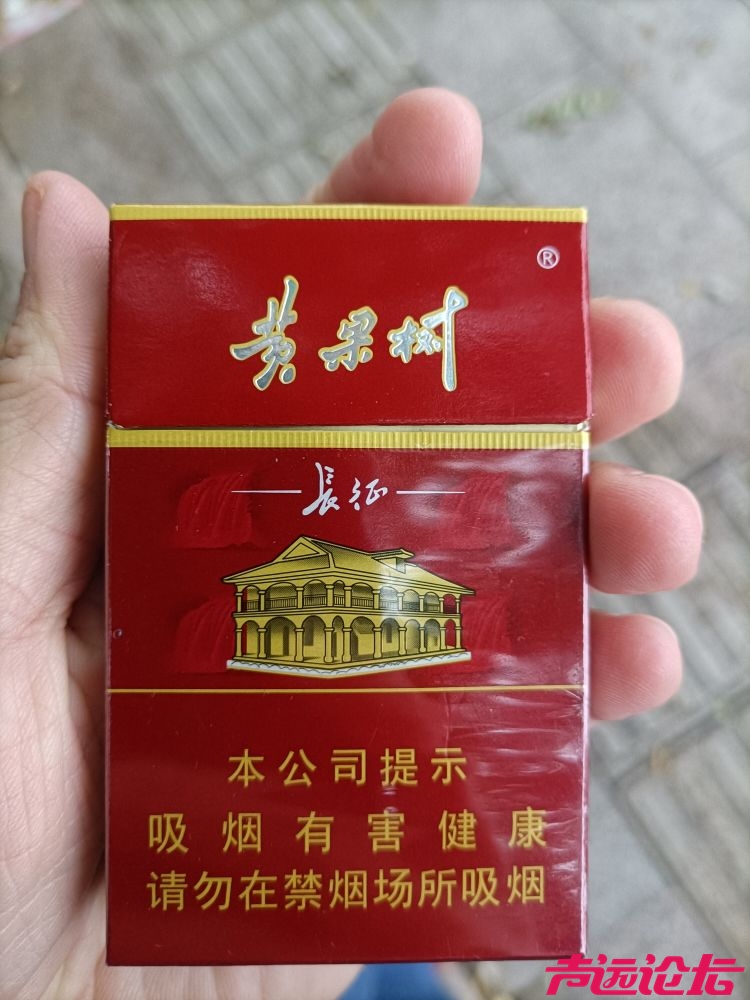 黄果树
®
長征
本公司提示
吸烟有害健康
请勿在禁烟场所吸烟
声远论坛